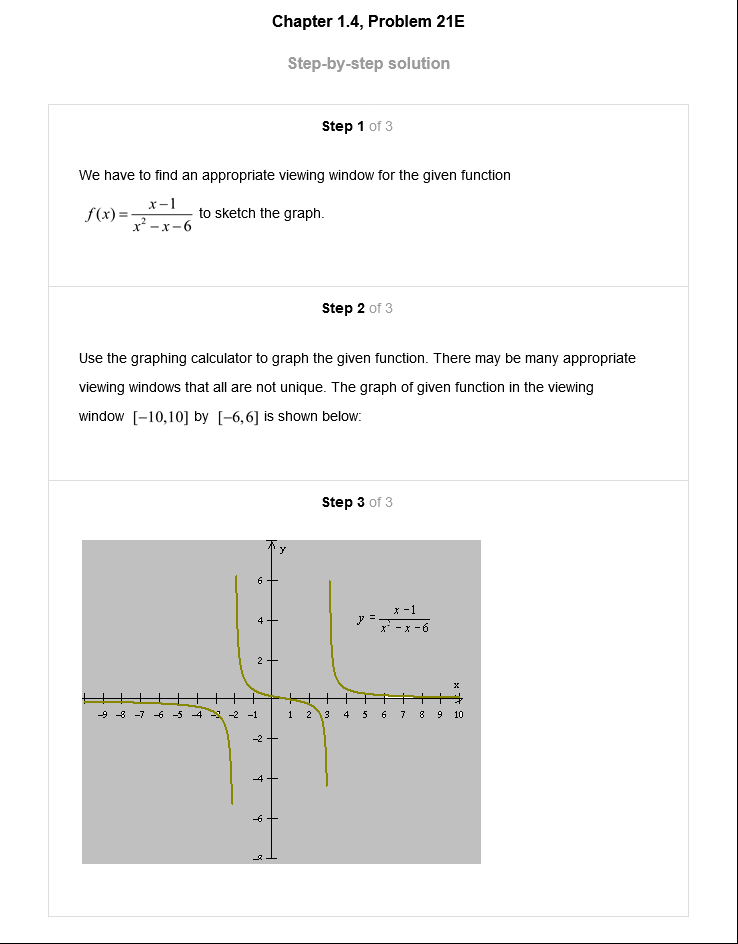 Chapter 1.4, Problem 21E
Step-by-step solution
Step 1 of 3
We have to find an appropriate viewing window for the given function
f(x) = (x−1)/(x² − x − 6) to sketch the graph.
Step 2 of 3
Use the graphing calculator to graph the given function. There may be many appropriate
viewing windows that all are not unique. The graph of given function in the viewing
window [−10,10] by [−6,6] is shown below:
Step 3 of 3
y
6
y = (x−1)/(x² − x − 6)
4
2
x
−9 −8 −7 −6 −5 −4 −3 −2 −1 1 2 3 4 5 6 7 8 9 10
−2
−4
−6
−8